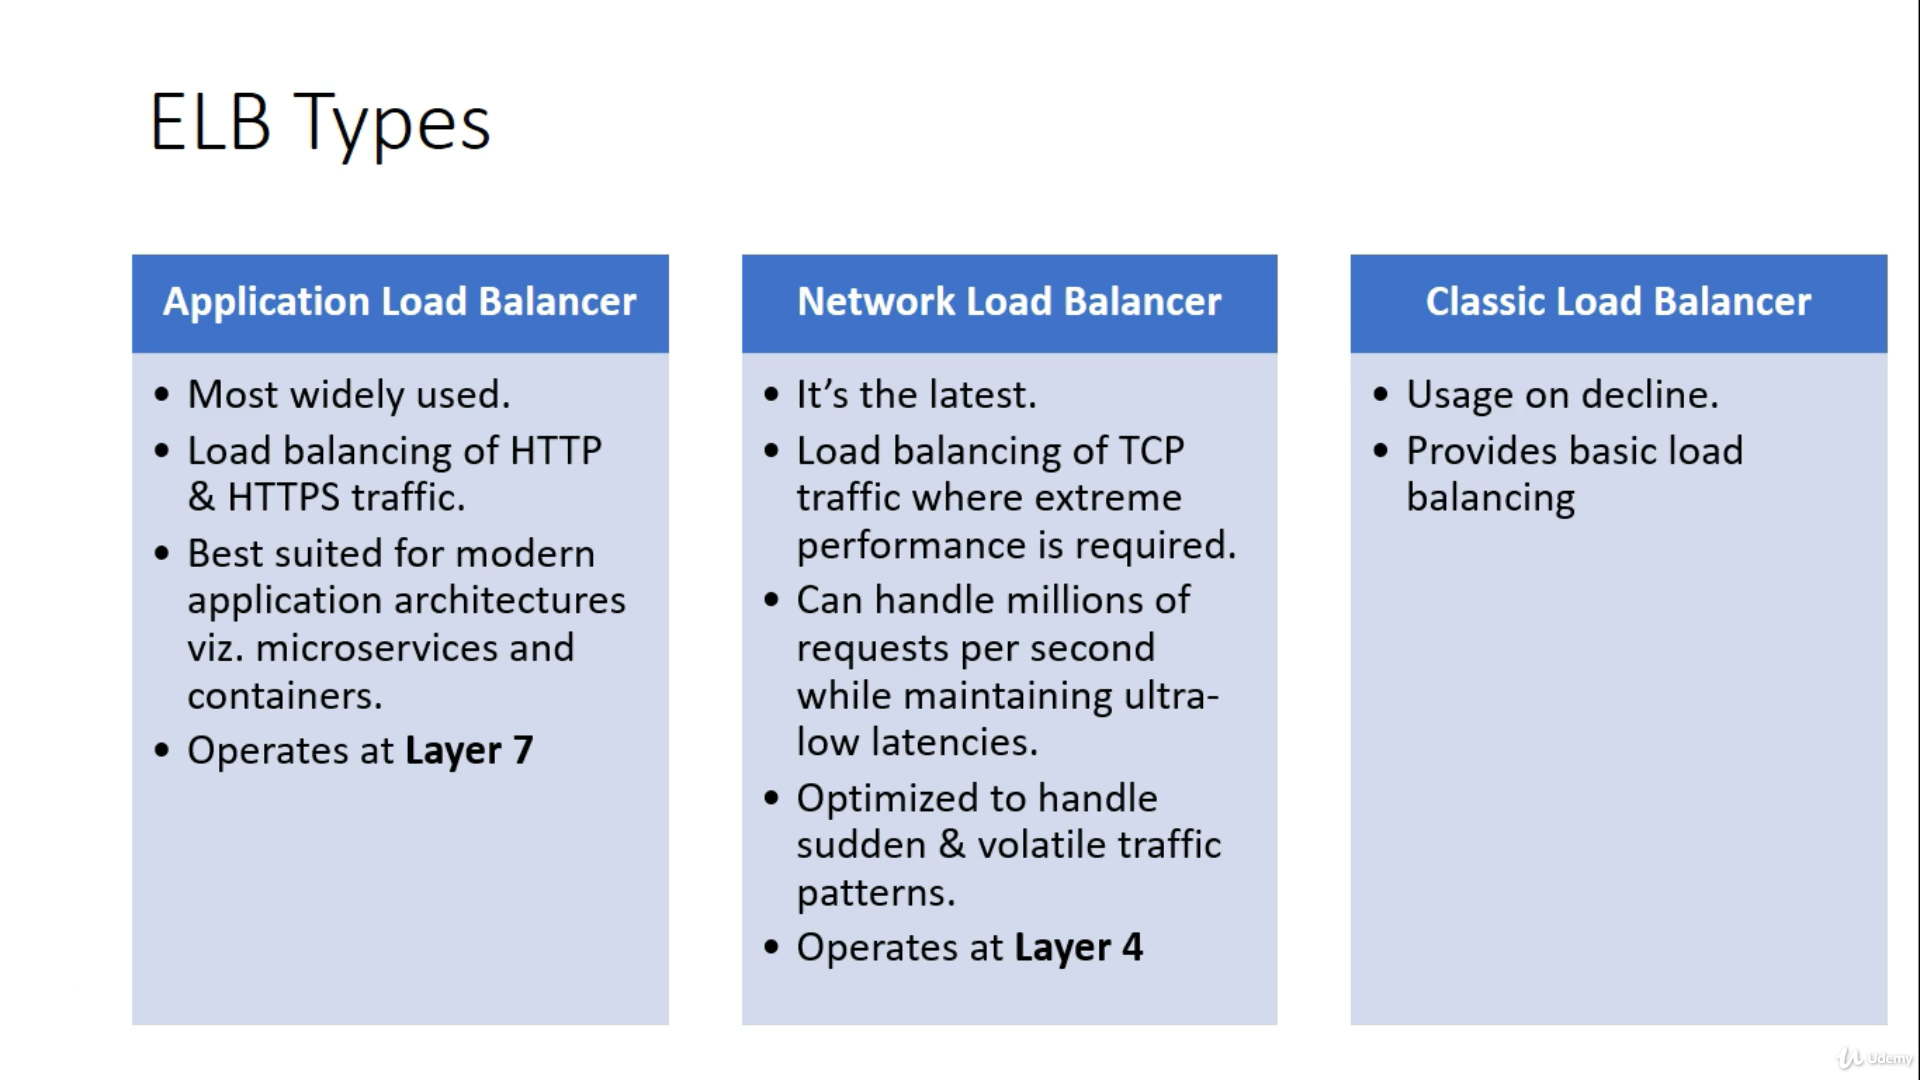 ELB Types
Application Load Balancer
• Most widely used.
• Load balancing of HTTP
& HTTPS traffic.
• Best suited for modern
application architectures
viz. microservices and
containers.
• Operates at Layer 7
Network Load Balancer
• It’s the latest.
• Load balancing of TCP
traffic where extreme
performance is required.
• Can handle millions of
requests per second
while maintaining ultra-
low latencies.
• Optimized to handle
sudden & volatile traffic
patterns.
• Operates at Layer 4
Classic Load Balancer
• Usage on decline.
• Provides basic load
balancing
Udemy